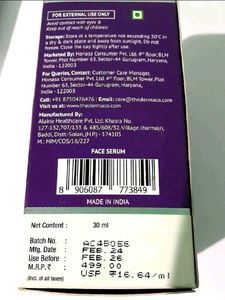 FOR EXTERNAL USE ONLY
Avoid contact with eyes &
Keep out of reach of children.
Storage: Store at a temperature not exceeding 30°C in
a dry & dark place and away from sunlight. Do not
freeze. Close the cap tightly after use.
Marketed By: Honasa Consumer Pvt. Ltd. 4th floor, BLM Tower,
Plot Number 63, Sector-44 Gurugram, Haryana,
INDIA - 122003
For Queries, Contact: Customer Care Manager,
Honasa Consumer Pvt. Ltd. 4th floor, BLM Tower,
Plot Number 63, Sector-44 Gurugram, Haryana,
INDIA - 122003
Call: +91 8750476476 | Email: care@thedermaco.com
www.thedermaco.com
Manufactured By:
Alaina Healthcare Pvt. Ltd. Khasra No.
127-132,707/133 & 685/608/52, Village Jharmajri,
Baddi, Distt.-Solan, (H.P.) - 174103
M.: HIM/COS/16/227
FACE SERUM
8 906087 773849
MADE IN INDIA
Net Content : 30 ml
Batch No. : AC4B0ES
Mfg. Date : FEB.24
Use Before : FEB.26
M.R.P.₹ : 499.00
(Incl. of all taxes) USP ₹16.64/ml